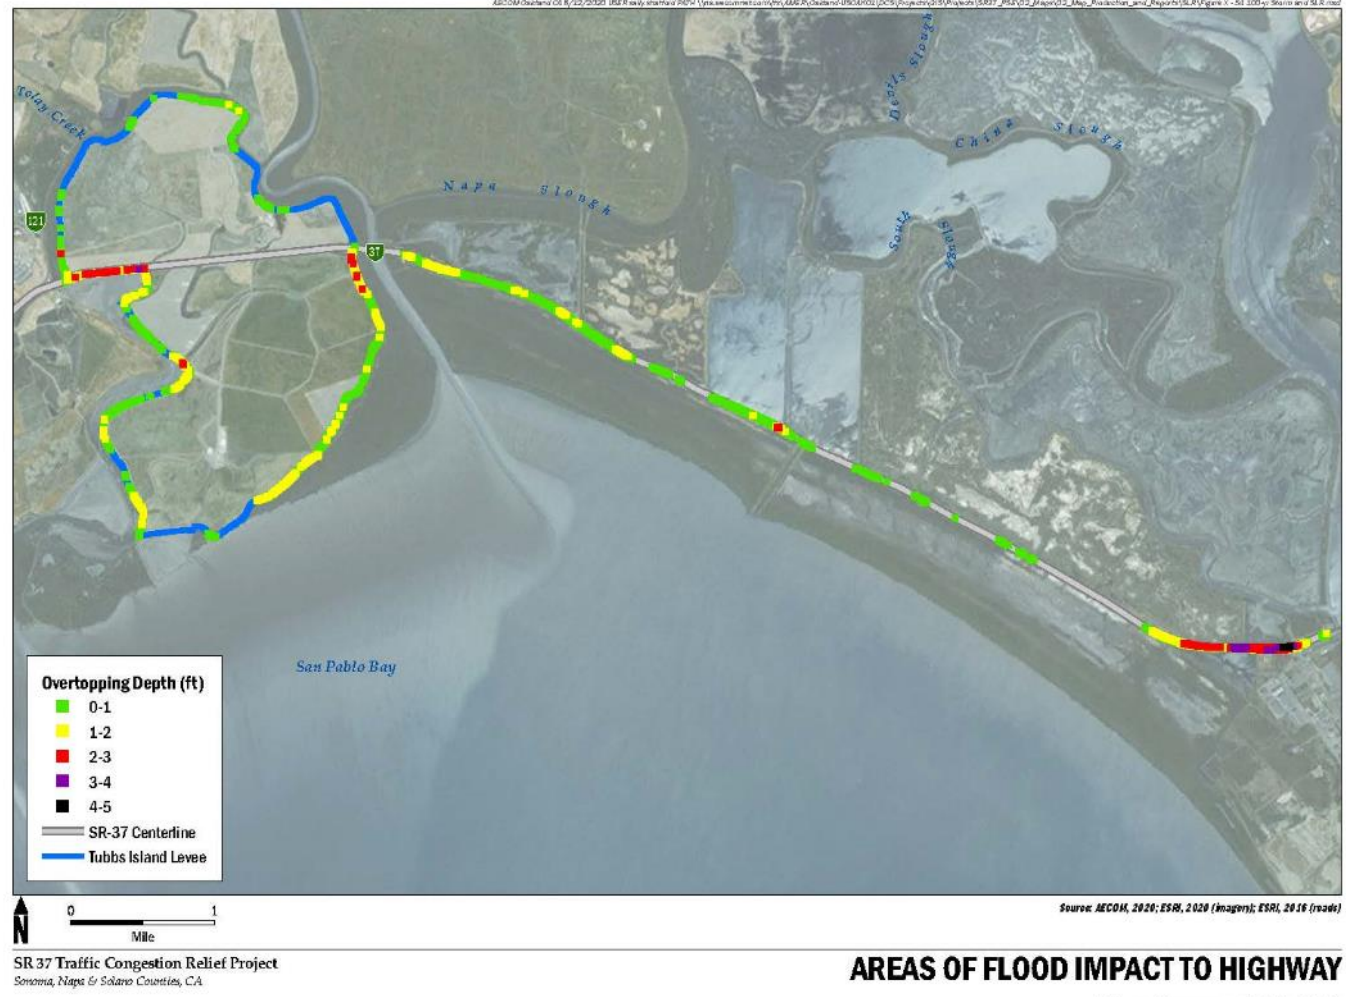 Tolay Creek
Devils Slough
China Slough
Napa Slough
South Slough
121
37
San Pablo Bay
Overtopping Depth (ft)
0-1
1-2
2-3
3-4
4-5
SR-37 Centerline
Tubbs Island Levee
N
0 1
Mile
Source: AECOM, 2020; ESRI, 2020 (imagery); ESRI, 2016 (roads)
SR 37 Traffic Congestion Relief Project
Sonoma, Napa & Solano Counties, CA
AREAS OF FLOOD IMPACT TO HIGHWAY